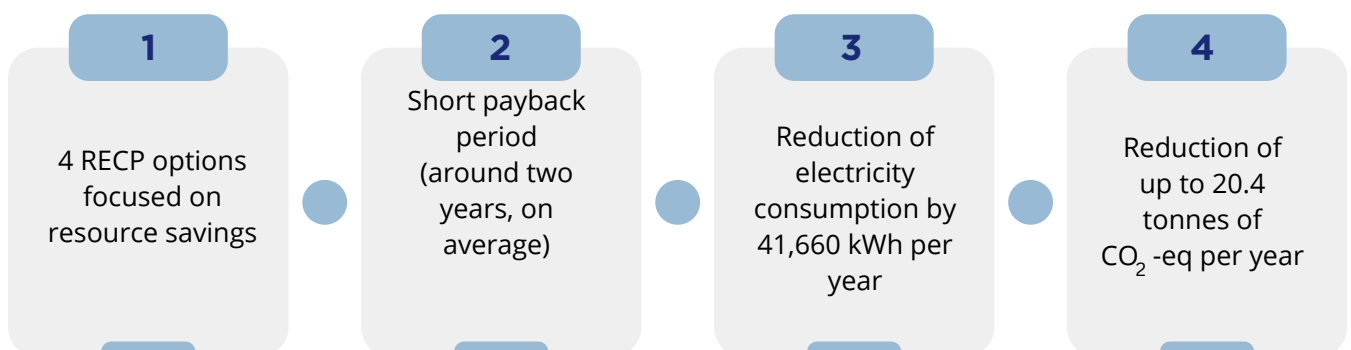 1
4 RECP options
focused on
resource savings
2
Short payback
period
(around two
years, on
average)
3
Reduction of
electricity
consumption by
41,660 kWh per
year
4
Reduction of
up to 20.4
tonnes of
CO₂ -eq per year